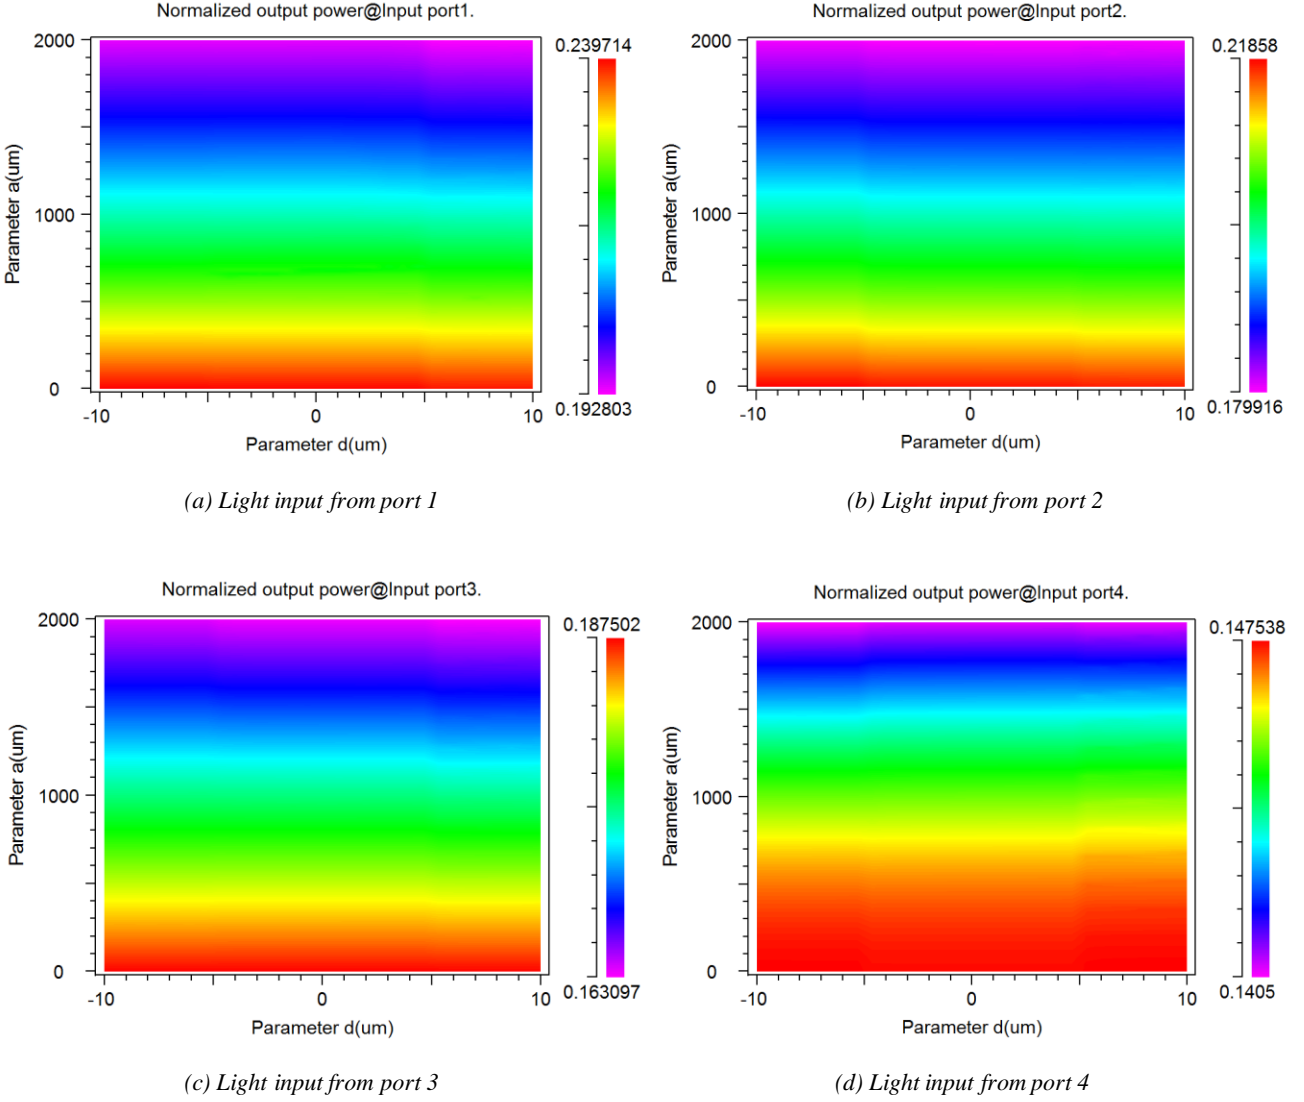 Normalized output power@Input port1.
2000
1000
0
-10
0
10
Parameter a(um)
Parameter d(um)
0.239714
0.192803
(a) Light input from port 1
Normalized output power@Input port2.
2000
1000
0
-10
0
10
Parameter a(um)
Parameter d(um)
0.21858
0.179916
(b) Light input from port 2
Normalized output power@Input port3.
2000
1000
0
-10
0
10
Parameter a(um)
Parameter d(um)
0.187502
0.163097
(c) Light input from port 3
Normalized output power@Input port4.
2000
1000
0
-10
0
10
Parameter a(um)
Parameter d(um)
0.147538
0.1405
(d) Light input from port 4